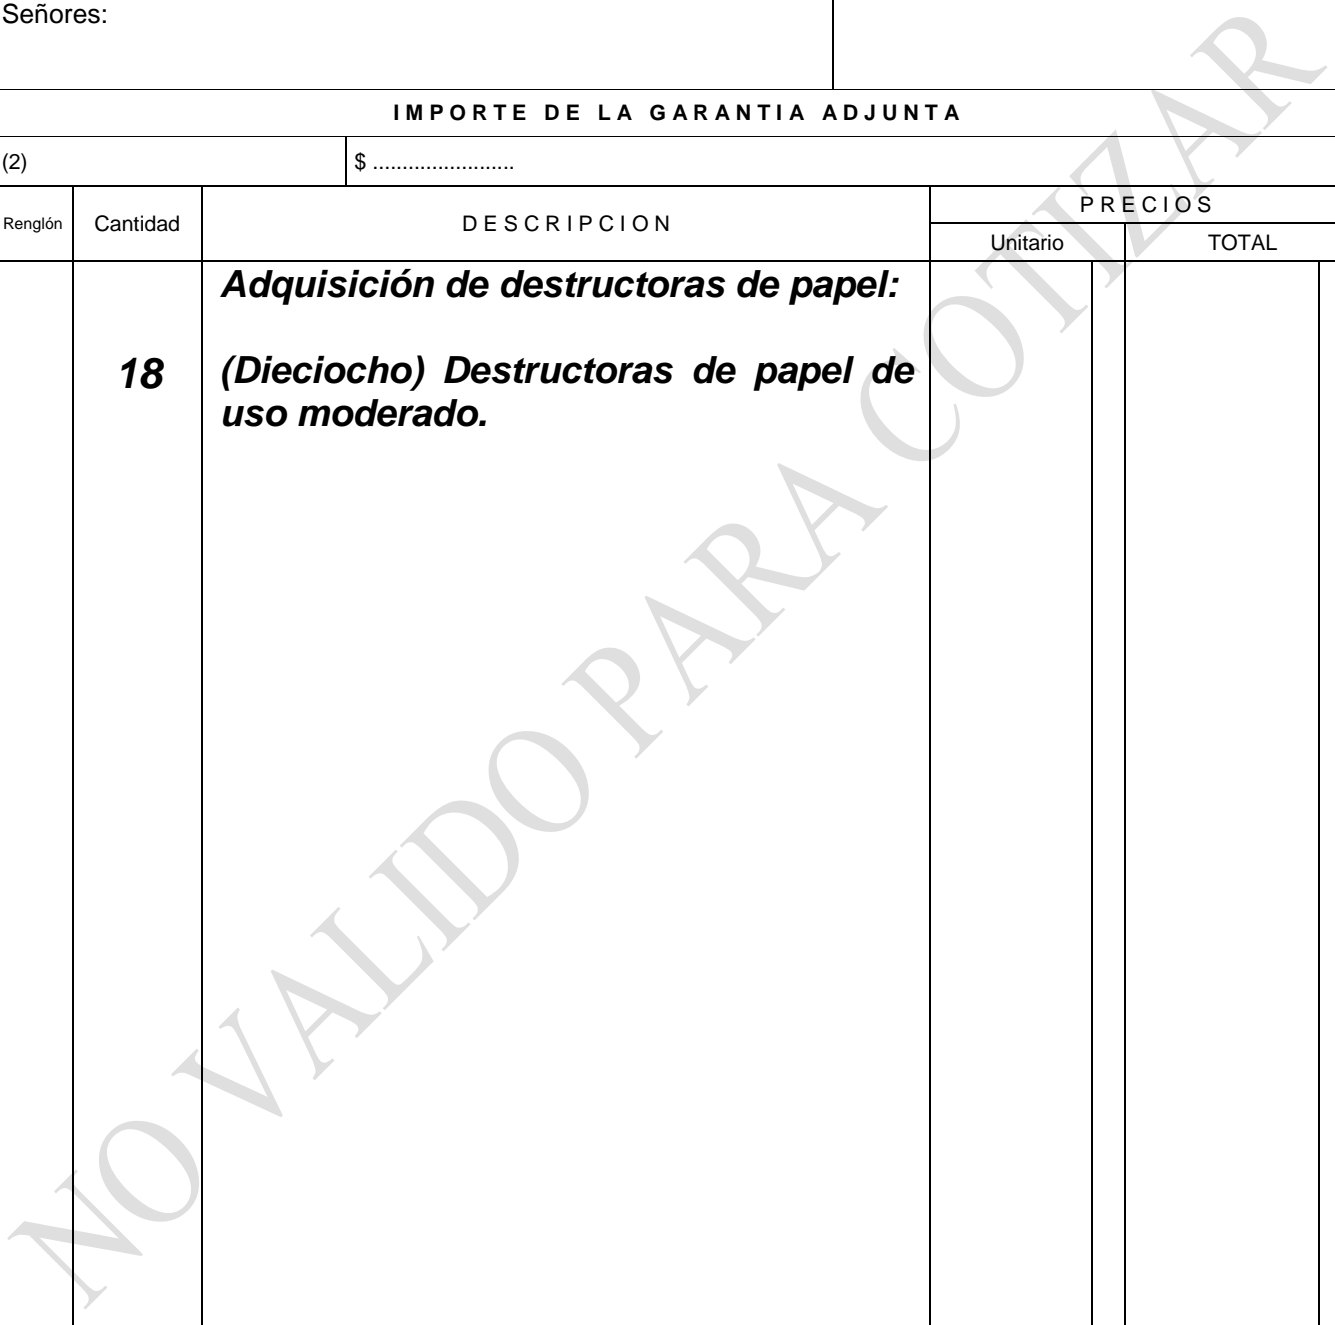 Señores:
IMPORTE DE LA GARANTIA ADJUNTA
(2) $ ........................
Renglón Cantidad DESCRIPCION PRECIOS
Unitario TOTAL
Adquisición de destructoras de papel:
18 (Dieciocho) Destructoras de papel de
uso moderado.
NO VALIDO PARA COTIZAR